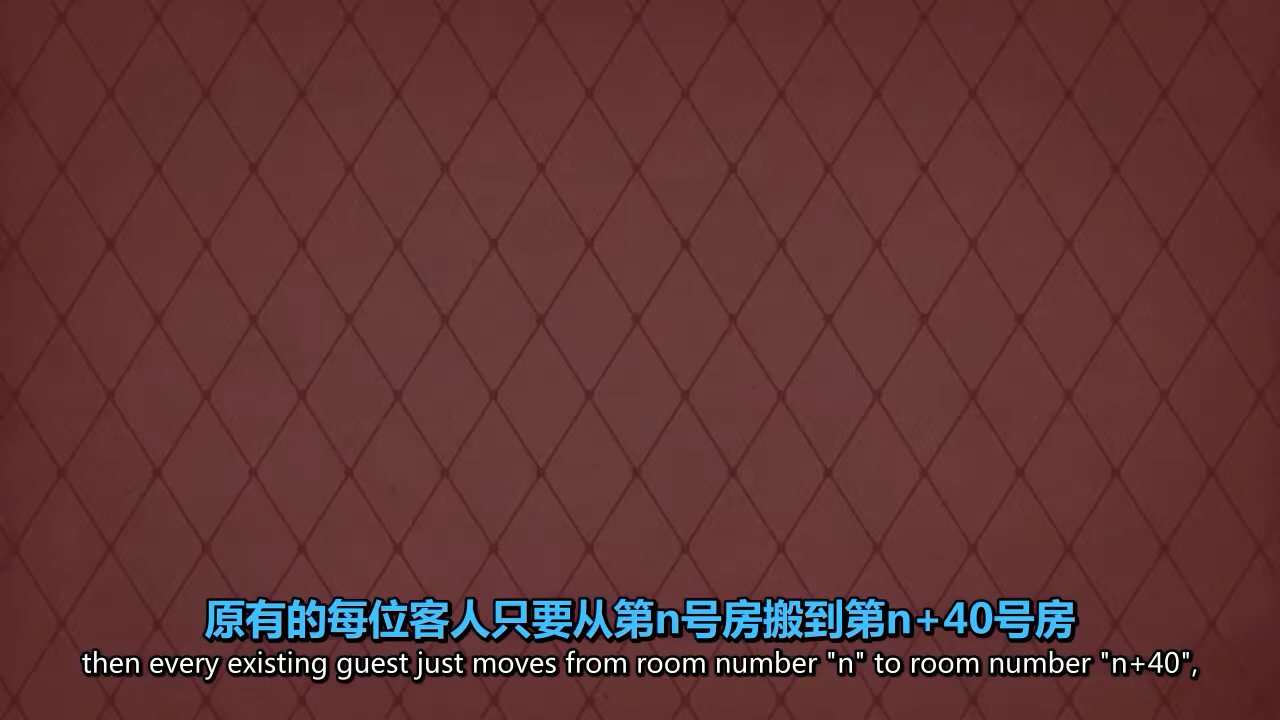 原有的每位客人只要从第n号房搬到第n+40号房
then every existing guest just moves from room number "n" to room number "n+40",